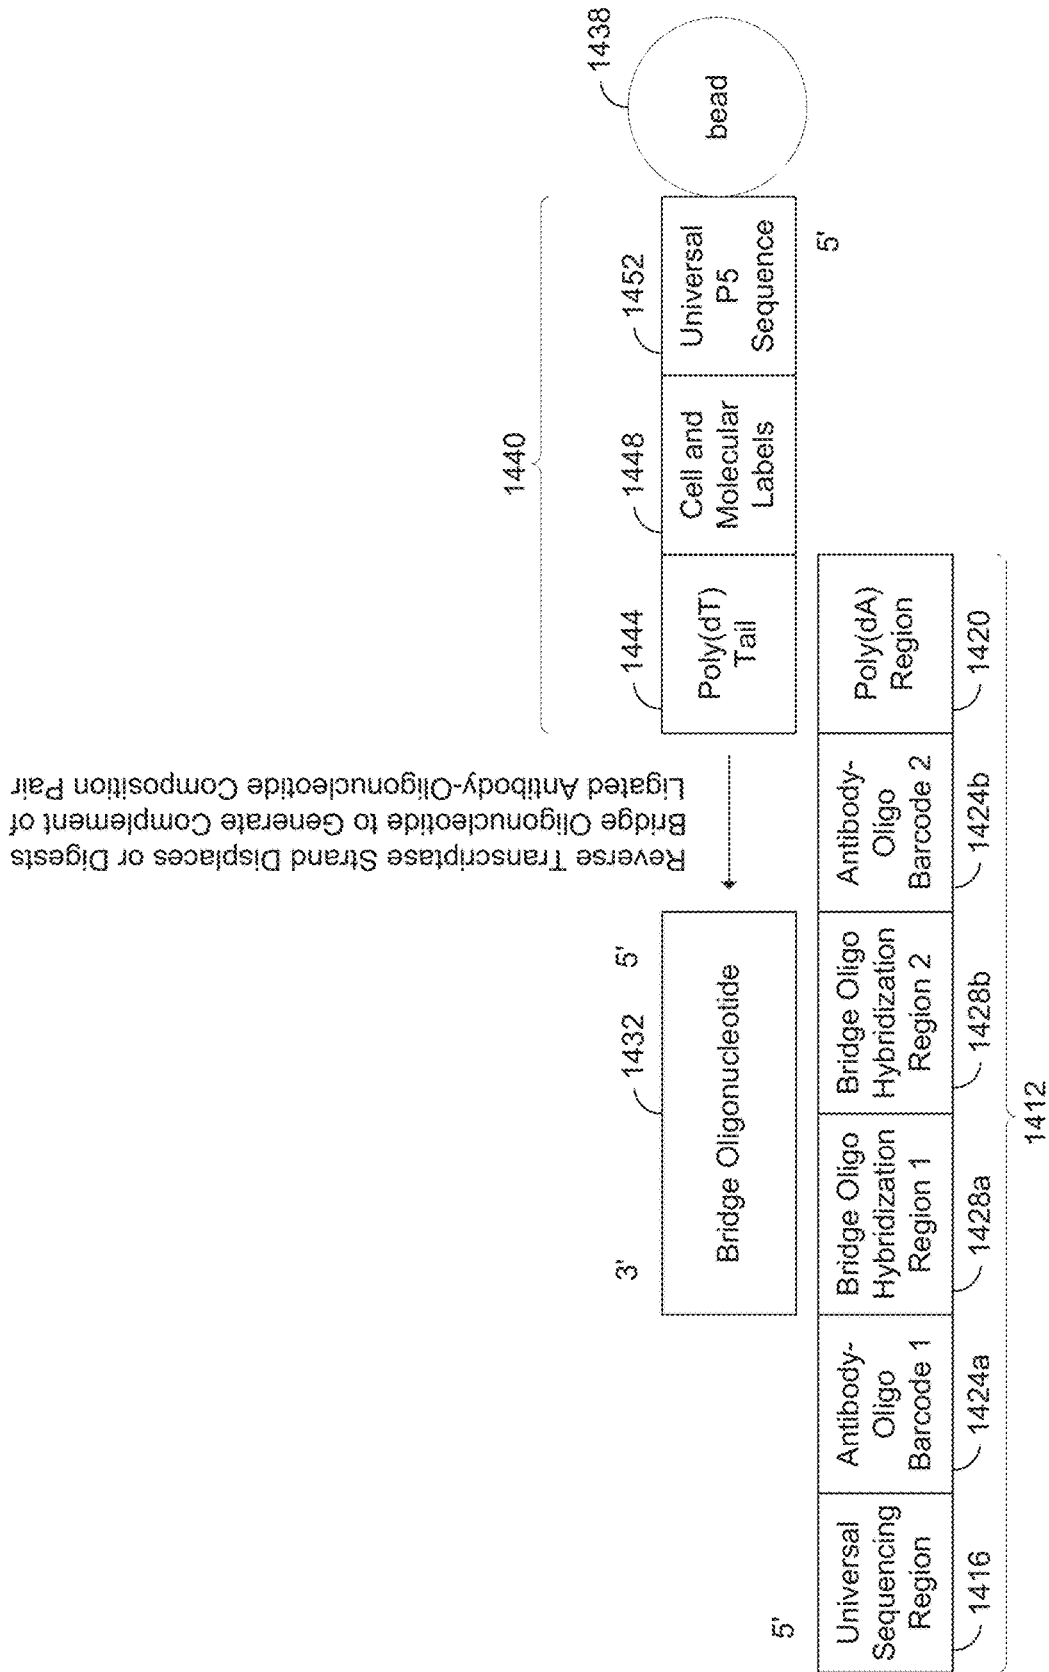 1438
bead
1440
1444
1448
1452
Poly(dT)
Tail
Cell and
Molecular
Labels
Universal
P5
Sequence
5'
Reverse Transcriptase Strand Displaces or Digests
Bridge Oligonucleotide to Generate Complement of
Ligated Antibody-Oligonucleotide Composition Pair
3'
1432
5'
Bridge Oligonucleotide
5'
Universal
Sequencing
Region
Antibody-
Oligo
Barcode 1
Bridge Oligo
Hybridization
Region 1
Bridge Oligo
Hybridization
Region 2
Antibody-
Oligo
Barcode 2
Poly(dA)
Region
1416
1424a
1428a
1428b
1424b
1420
1412